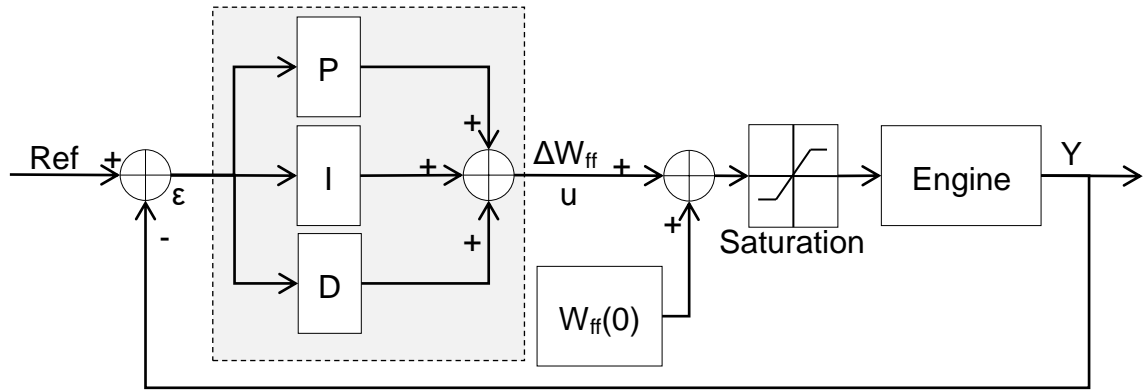 P
+
Ref
+
ε
-
I
+
+
D
ΔW_ff
u
+
+
W_ff(0)
Saturation
Engine
Y